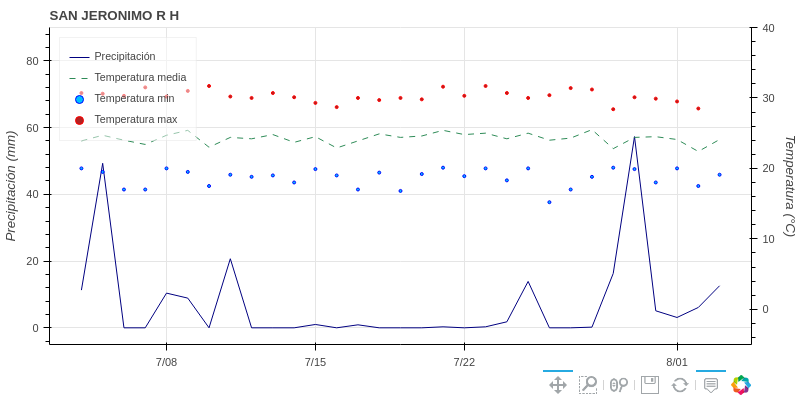 SAN JERONIMO R H
Precipitación
Temperatura media
Temperatura min
Temperatura max
80
60
40
20
0
Precipitación (mm)
40
30
20
10
0
Temperatura (°C)
7/08
7/15
7/22
8/01